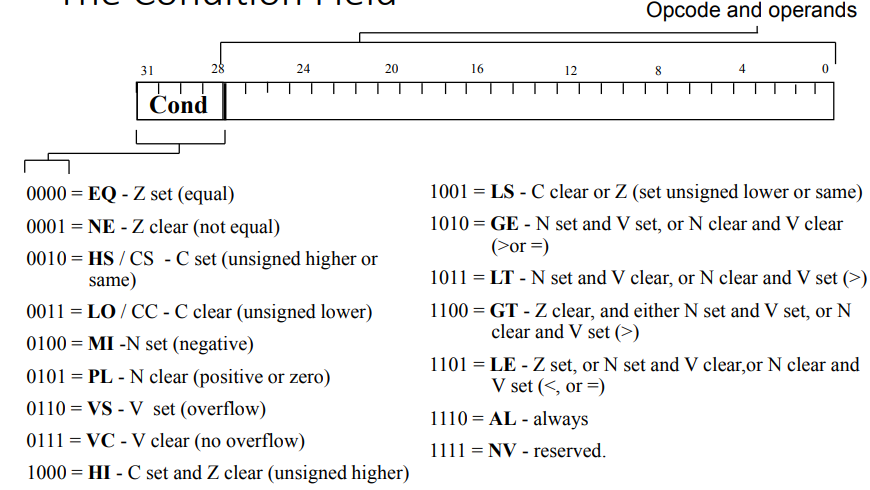 The Condition Field
Opcode and operands
31 28 24 20 16 12 8 4 0
Cond
0000 = EQ - Z set (equal)
0001 = NE - Z clear (not equal)
0010 = HS / CS - C set (unsigned higher or
same)
0011 = LO / CC - C clear (unsigned lower)
0100 = MI -N set (negative)
0101 = PL - N clear (positive or zero)
0110 = VS - V set (overflow)
0111 = VC - V clear (no overflow)
1000 = HI - C set and Z clear (unsigned higher)
1001 = LS - C clear or Z (set unsigned lower or same)
1010 = GE - N set and V set, or N clear and V clear
(>or =)
1011 = LT - N set and V clear, or N clear and V set (>)
1100 = GT - Z clear, and either N set and V set, or N
clear and V set (>)
1101 = LE - Z set, or N set and V clear,or N clear and
V set (<, or =)
1110 = AL - always
1111 = NV - reserved.